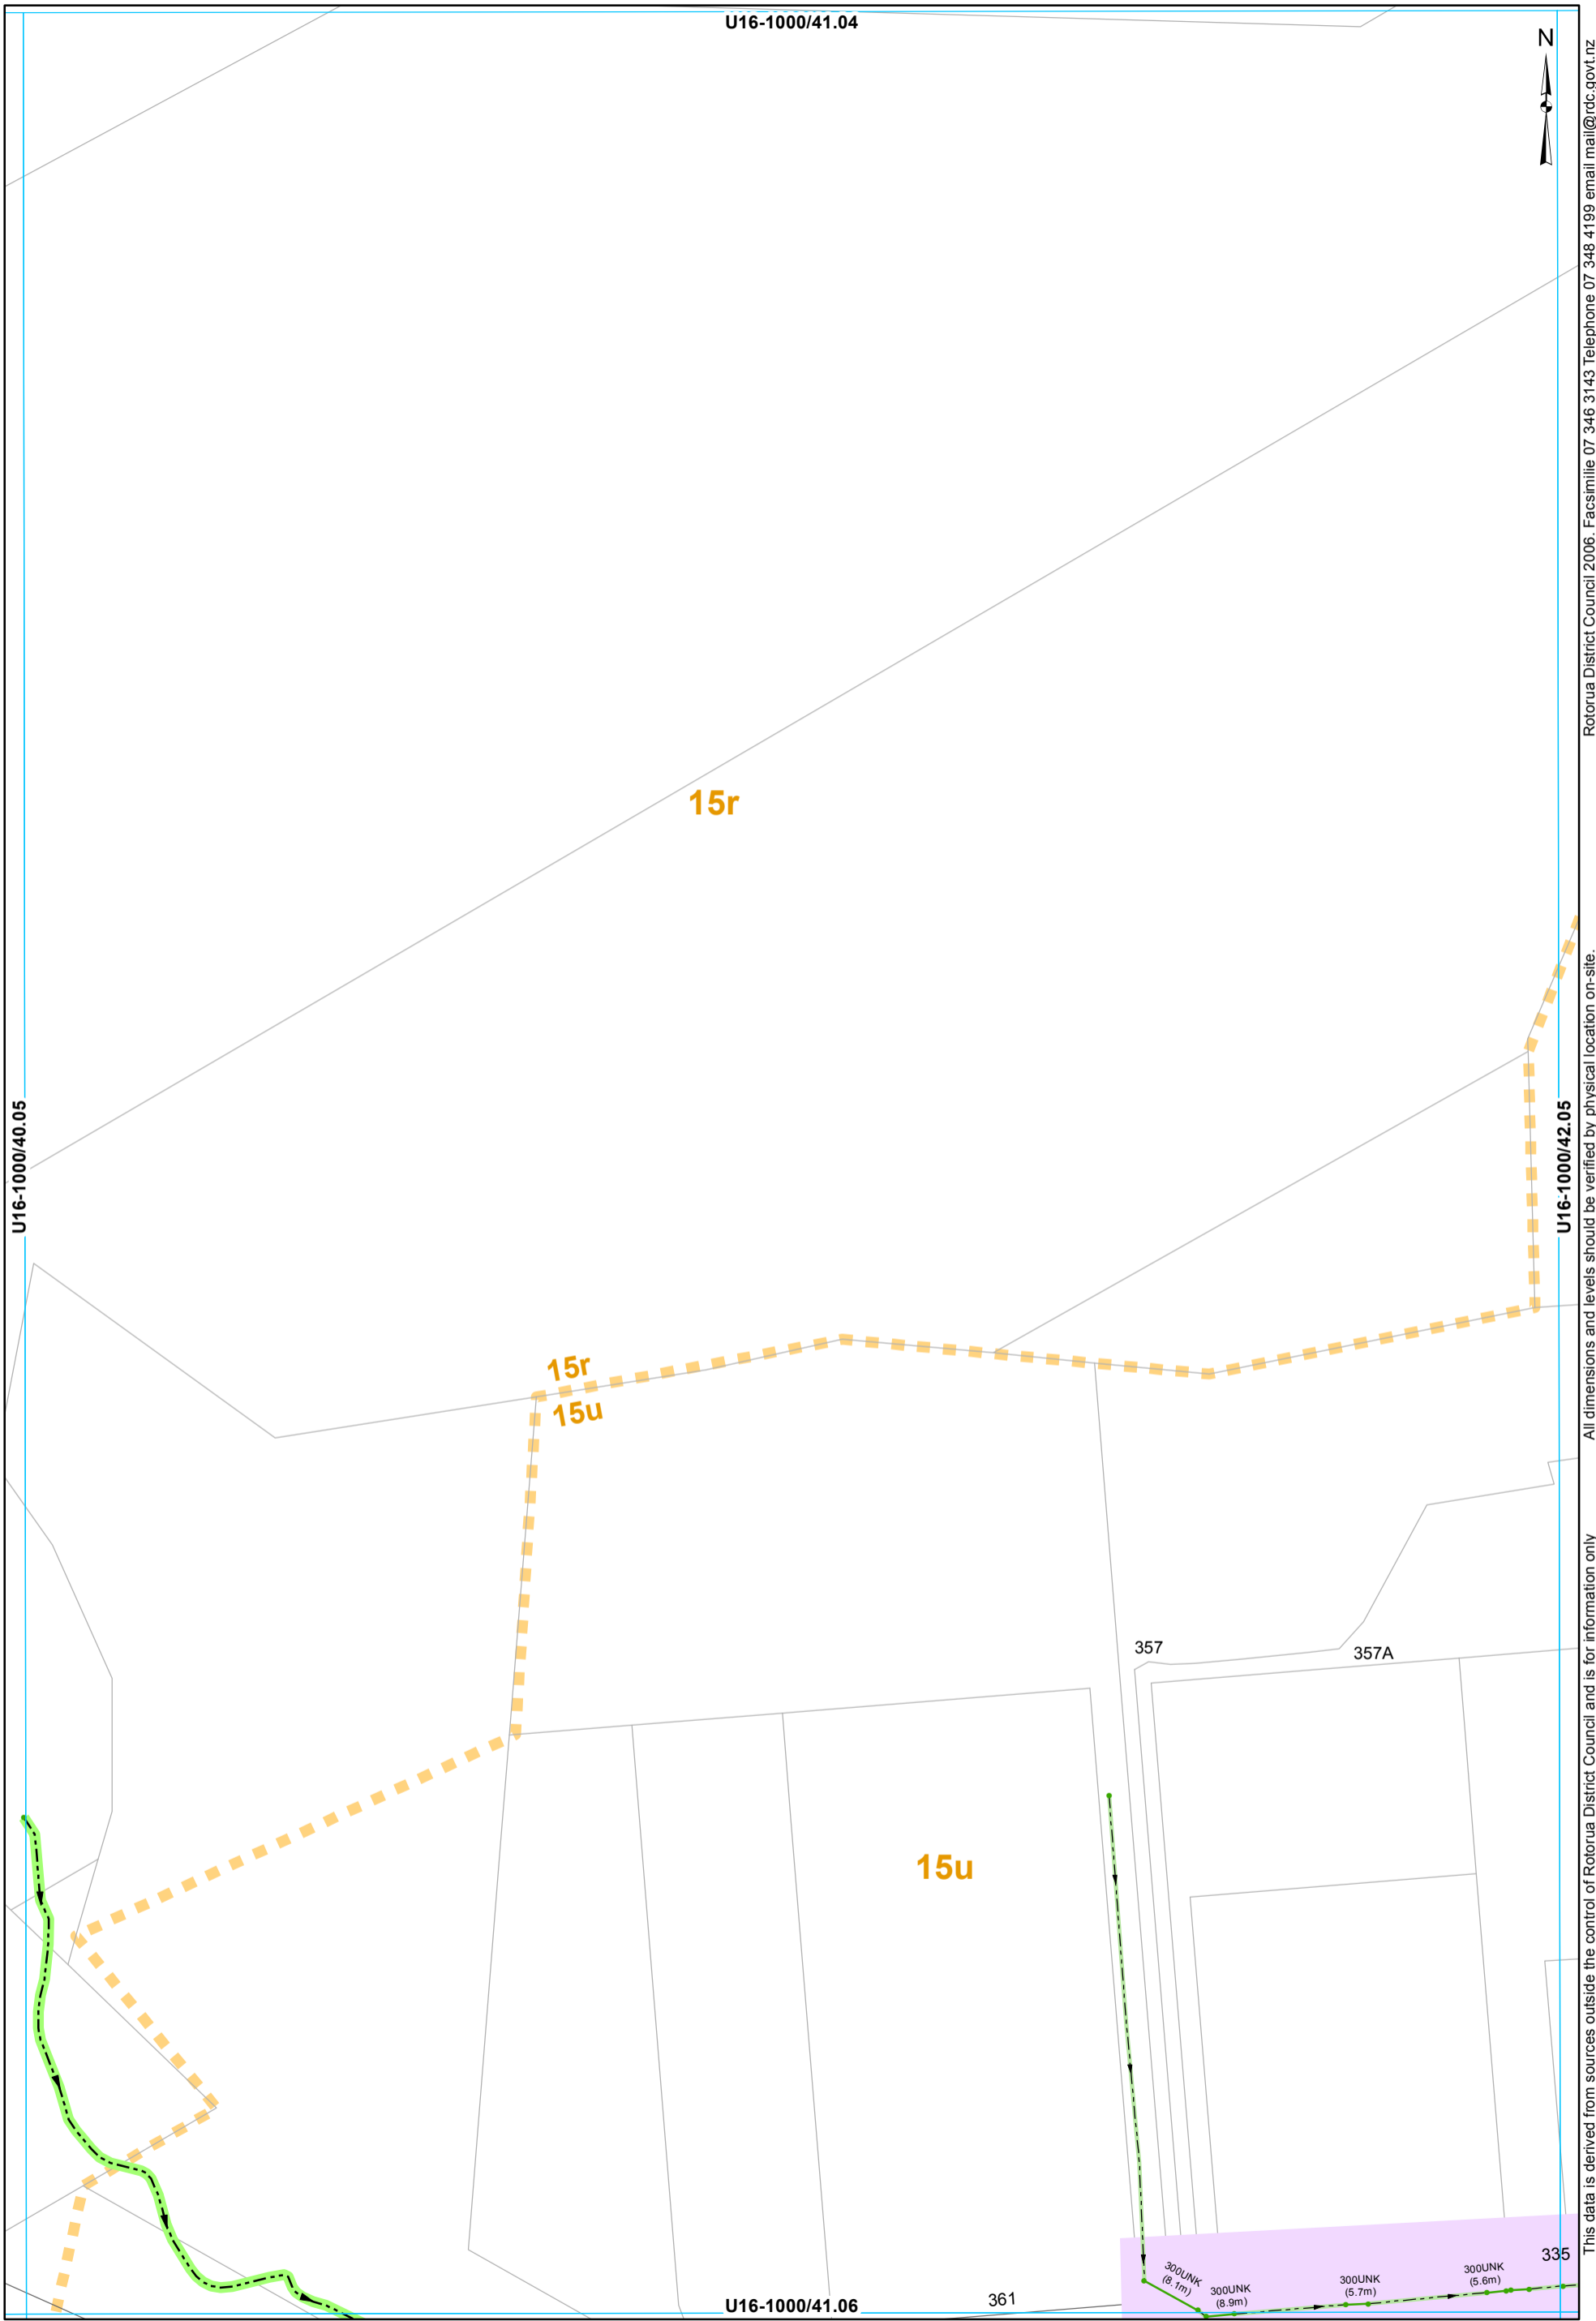 U16-1000/41.04
N
Rotorua District Council 2006. Facsimilie 07 346 3143 Telephone 07 348 4199 email mail@rdc.govt.nz
15r
All dimensions and levels should be verified by physical location on-site.
U16-1000/40.05
U16-1000/42.05
15r
15u
This data is derived from sources outside the control of Rotorua District Council and is for information only
357
357A
15u
335
300UNK
(8.1m)
300UNK
(8.9m)
300UNK
(5.7m)
300UNK
(5.6m)
361
U16-1000/41.06